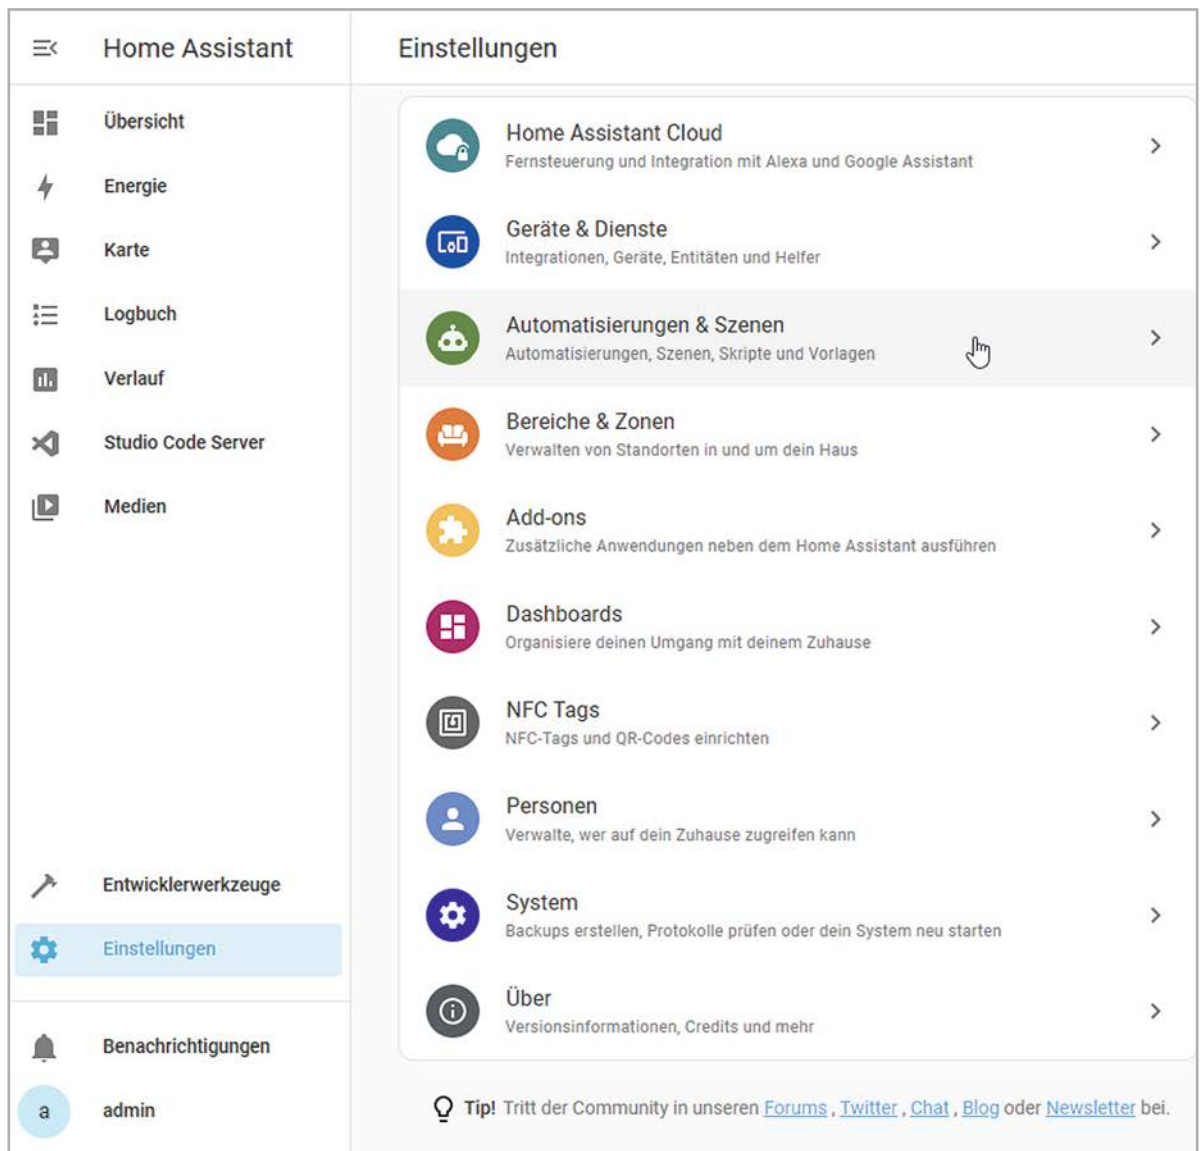 Home Assistant
Einstellungen
Übersicht
Energie
Karte
Logbuch
Verlauf
Studio Code Server
Medien
Entwicklerwerkzeuge
Einstellungen
Benachrichtigungen
a
admin
Home Assistant Cloud
Fernsteuerung und Integration mit Alexa und Google Assistant
Geräte & Dienste
Integrationen, Geräte, Entitäten und Helfer
Automatisierungen & Szenen
Automatisierungen, Szenen, Skripte und Vorlagen
Bereiche & Zonen
Verwalten von Standorten in und um dein Haus
Add-ons
Zusätzliche Anwendungen neben dem Home Assistant ausführen
Dashboards
Organisiere deinen Umgang mit deinem Zuhause
NFC Tags
NFC-Tags und QR-Codes einrichten
Personen
Verwalte, wer auf dein Zuhause zugreifen kann
System
Backups erstellen, Protokolle prüfen oder dein System neu starten
Über
Versionsinformationen, Credits und mehr
Tip! Tritt der Community in unseren Forums , Twitter , Chat , Blog oder Newsletter bei.